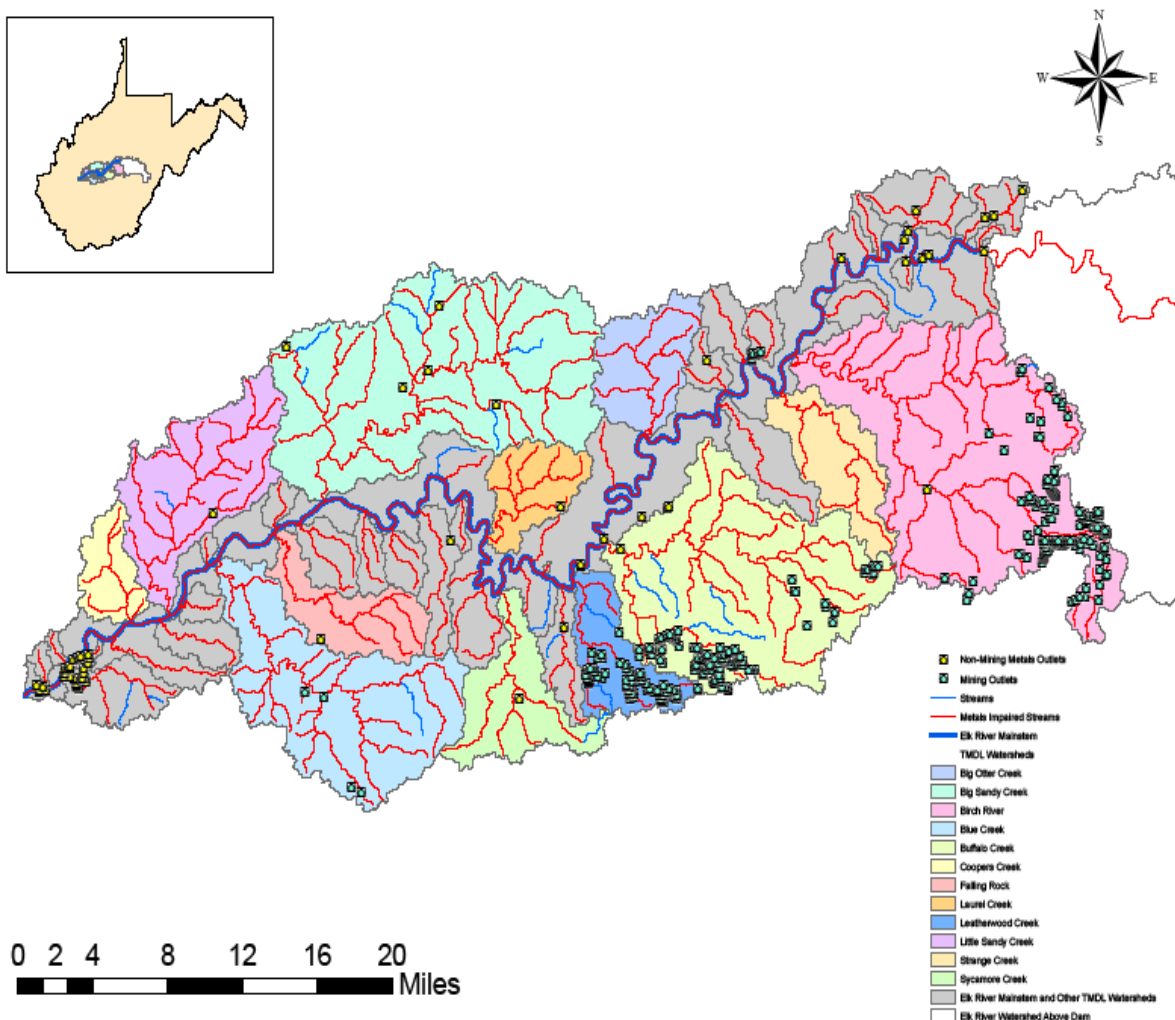 N
W
E
S
Non-Mining Metals Outlets
Mining Outlets
Streams
Metals Impaired Streams
Elk River Mainstem
TMDL Watersheds
Big Otter Creek
Big Sandy Creek
Birch River
Blue Creek
Buffalo Creek
Coopers Creek
Falling Rock
Laurel Creek
Leatherwood Creek
Little Sandy Creek
Strange Creek
Sycamore Creek
Elk River Mainstem and Other TMDL Watersheds
Elk River Watershed Above Dam
0 2 4 8 12 16 20
Miles